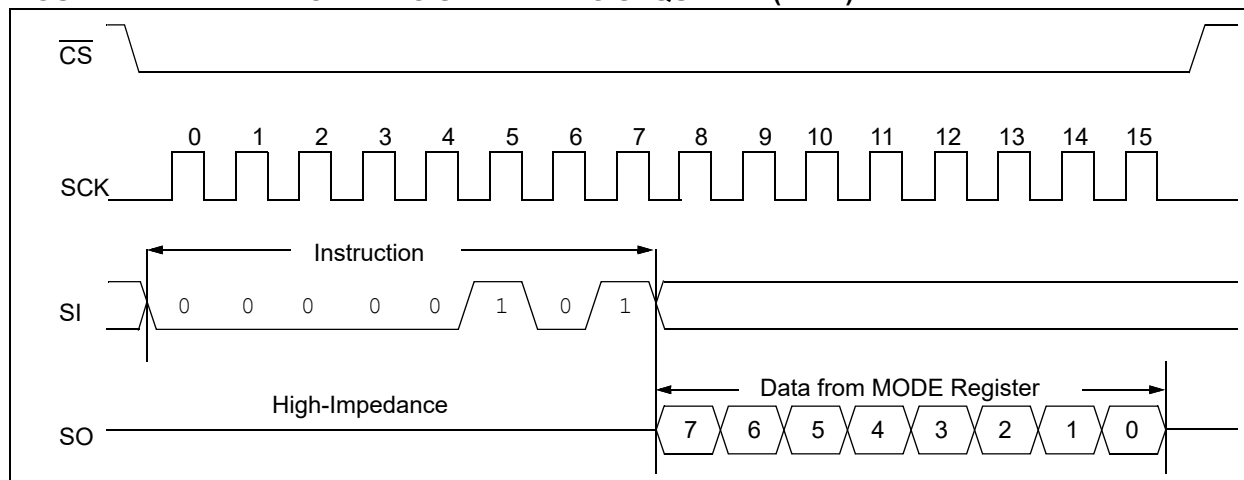 CS
0 1 2 3 4 5 6 7 8 9 10 11 12 13 14 15
SCK
Instruction
SI 0 0 0 0 0 1 0 1
Data from MODE Register
High-Impedance
SO 7 6 5 4 3 2 1 0